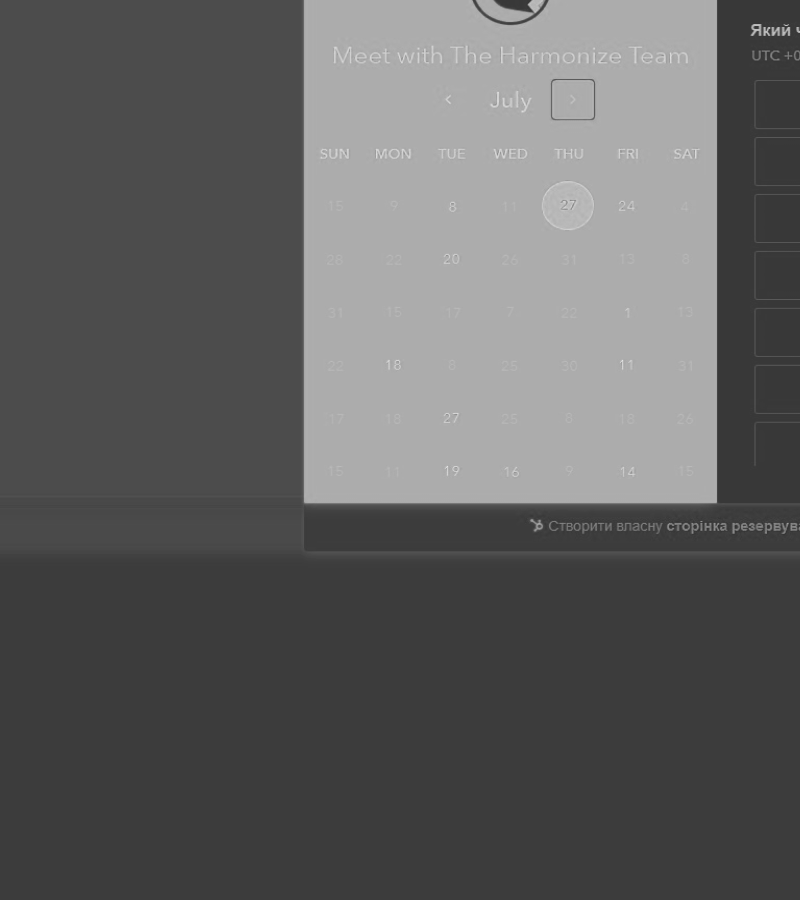 Meet with The Harmonize Team
July
SUN MON TUE WED THU FRI SAT
15 9 8 11 27 24 4
26 22 20 26 31 13 8
31 15 17 7 22 1 13
22 18 8 25 30 11 31
17 18 27 25 8 18 26
15 11 19 16 9 14 15
Який
UTC +0
Створити власну сторінка резервув